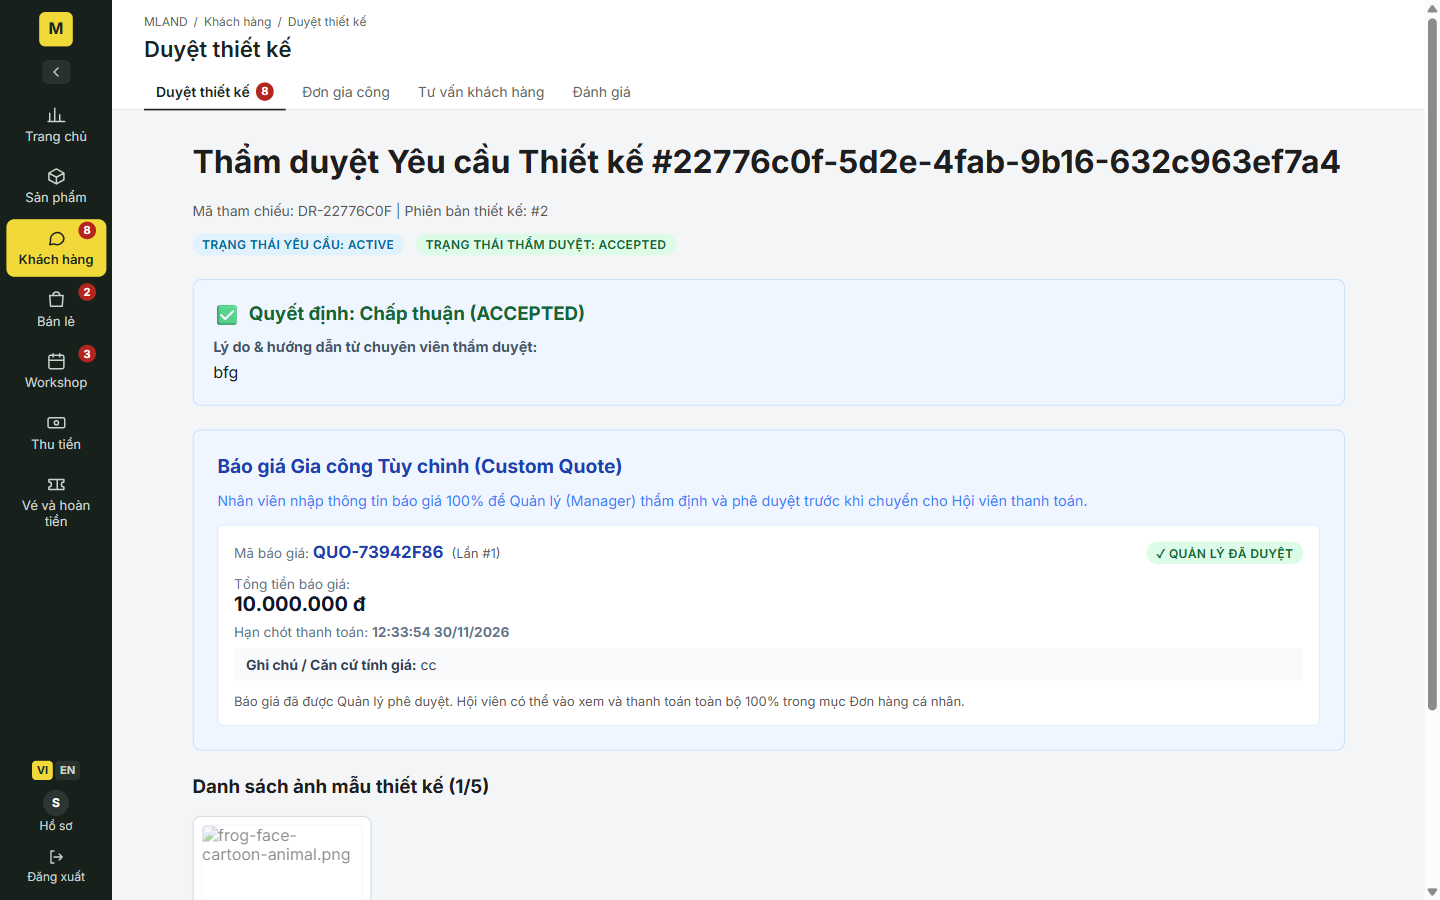 M
Trang chủ
Sản phẩm
8
Khách hàng
2
Bán lẻ
3
Workshop
Thu tiền
Vé và hoàn
tiền
VI EN
S
Hồ sơ
Đăng xuất
MLAND / Khách hàng / Duyệt thiết kế
Duyệt thiết kế
Duyệt thiết kế 8 Đơn gia công Tư vấn khách hàng Đánh giá
Thẩm duyệt Yêu cầu Thiết kế #22776c0f-5d2e-4fab-9b16-632c963ef7a4
Mã tham chiếu: DR-22776C0F | Phiên bản thiết kế: #2
TRẠNG THÁI YÊU CẦU: ACTIVE TRẠNG THÁI THẨM DUYỆT: ACCEPTED
✅ Quyết định: Chấp thuận (ACCEPTED)
Lý do & hướng dẫn từ chuyên viên thẩm duyệt:
bfg
Báo giá Gia công Tùy chỉnh (Custom Quote)
Nhân viên nhập thông tin báo giá 100% để Quản lý (Manager) thẩm định và phê duyệt trước khi chuyển cho Hội viên thanh toán.
Mã báo giá: QUO-73942F86 (Lần #1)
✓ QUẢN LÝ ĐÃ DUYỆT
Tổng tiền báo giá:
10.000.000 đ
Hạn chót thanh toán: 12:33:54 30/11/2026
Ghi chú / Căn cứ tính giá: cc
Báo giá đã được Quản lý phê duyệt. Hội viên có thể vào xem và thanh toán toàn bộ 100% trong mục Đơn hàng cá nhân.
Danh sách ảnh mẫu thiết kế (1/5)
frog-face-
cartoon-animal.png